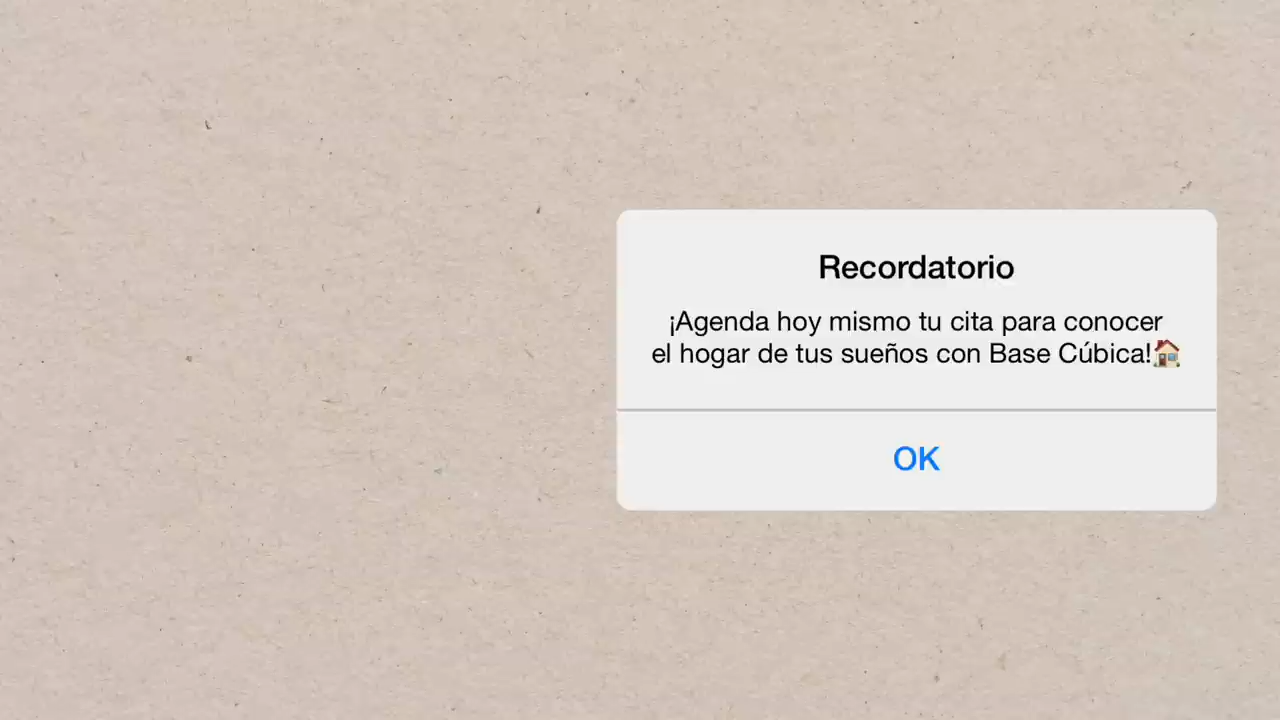 Recordatorio
¡Agenda hoy mismo tu cita para conocer
el hogar de tus sueños con Base Cúbica!🏠
OK